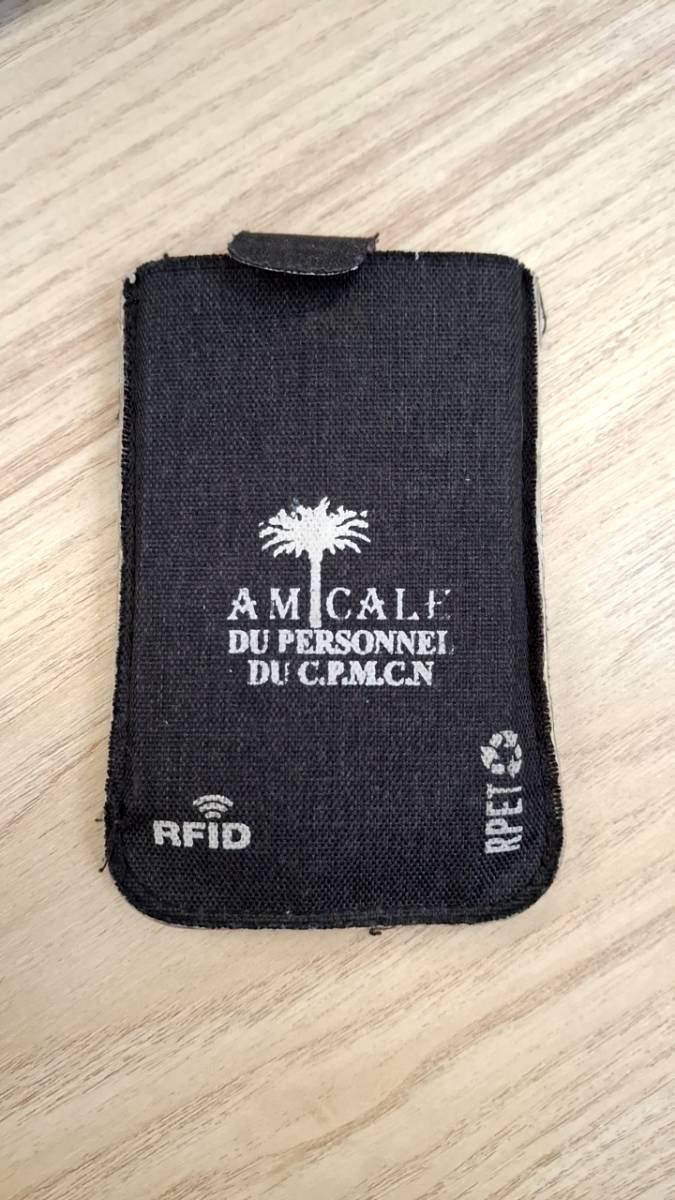 AMICALE
DU PERSONNEL
DU C.P.M.C.N
RFID
RPET